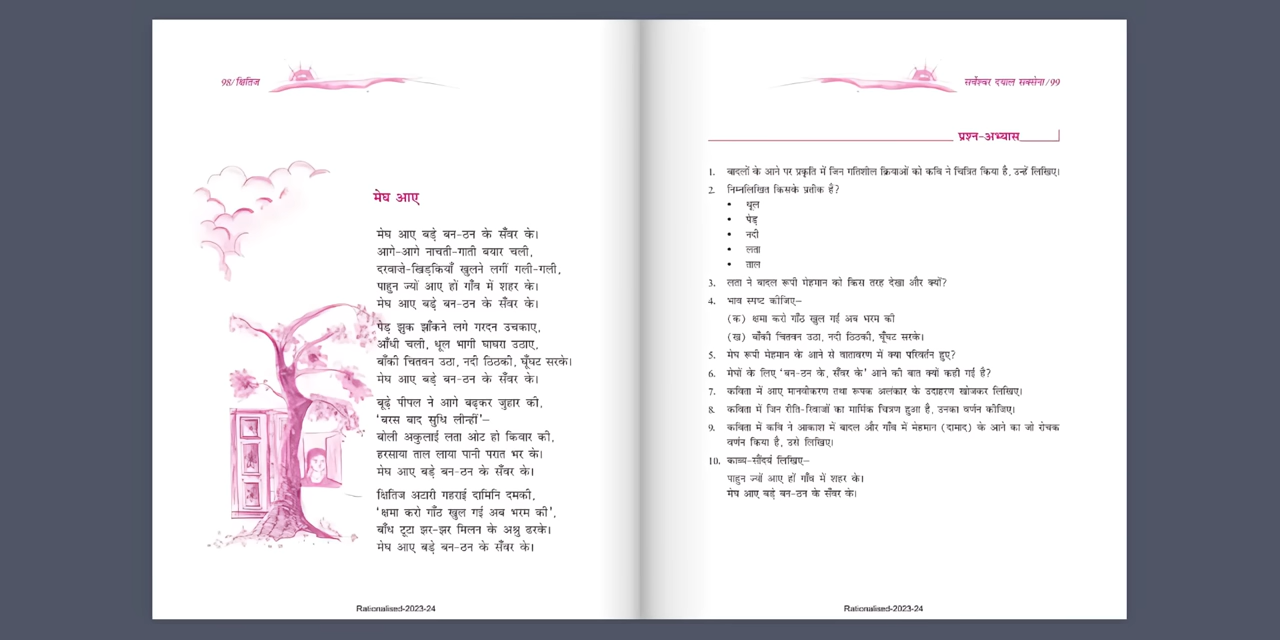 98/क्षितिज
मेघ आए
मेघ आए बड़े बन-ठन के सँवर के।
आगे-आगे नाचती-गाती बयार चली,
दरवाजे-खिड़कियाँ खुलने लगीं गली-गली,
पाहुन ज्यों आए हों गाँव में शहर के।
मेघ आए बड़े बन-ठन के सँवर के।
पेड़ झुक झाँकने लगे गरदन उचकाए,
आँधी चली, धूल भागी घाघरा उठाए,
बाँकी चितवन उठा, नदी ठिठकी, घूँघट सरके।
मेघ आए बड़े बन-ठन के सँवर के।
बूढ़े पीपल ने आगे बढ़कर जुहार की,
‘बरस बाद सुधि लीन्हीं’–
बोली अकुलाई लता ओट हो किवार की,
हरसाया ताल लाया पानी परात भर के।
मेघ आए बड़े बन-ठन के सँवर के।
क्षितिज अटारी गहराई दामिनि दमकी,
‘क्षमा करो गाँठ खुल गई अब भरम की’,
बाँध टूटा झर-झर मिलन के अश्रु ढरके।
मेघ आए बड़े बन-ठन के सँवर के।
Rationalised-2023-24
सर्वेश्वर दयाल सक्सेना/99
प्रश्न-अभ्यास
1. बादलों के आने पर प्रकृति में जिन गतिशील क्रियाओं को कवि ने चित्रित किया है, उन्हें लिखिए।
2. निम्नलिखित किसके प्रतीक हैं?
• धूल
• पेड़
• नदी
• लता
• ताल
3. लता ने बादल रूपी मेहमान को किस तरह देखा और क्यों?
4. भाव स्पष्ट कीजिए–
(क) क्षमा करो गाँठ खुल गई अब भरम की
(ख) बाँकी चितवन उठा, नदी ठिठकी, घूँघट सरके।
5. मेघ रूपी मेहमान के आने से वातावरण में क्या परिवर्तन हुए?
6. मेघों के लिए ‘बन-ठन के, सँवर के’ आने की बात क्यों कही गई है?
7. कविता में आए मानवीकरण तथा रूपक अलंकार के उदाहरण खोजकर लिखिए।
8. कविता में जिन रीति-रिवाजों का मार्मिक चित्रण हुआ है, उनका वर्णन कीजिए।
9. कविता में कवि ने आकाश में बादल और गाँव में मेहमान (दामाद) के आने का जो रोचक
वर्णन किया है, उसे लिखिए।
10. काव्य-सौंदर्य लिखिए–
पाहुन ज्यों आए हों गाँव में शहर के।
मेघ आए बड़े बन-ठन के सँवर के।
Rationalised-2023-24